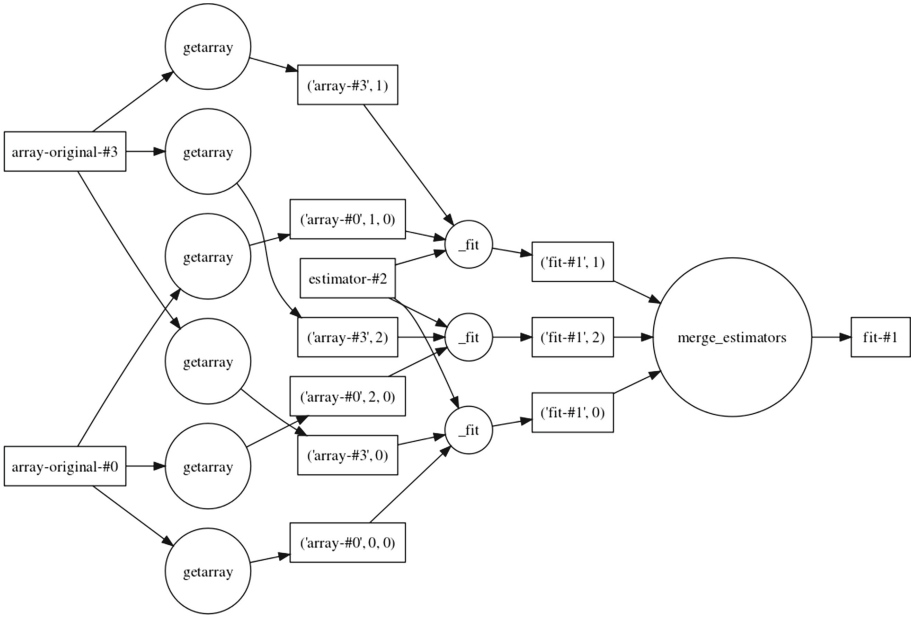 getarray
('array-#3', 1)
array-original-#3
getarray
('array-#0', 1, 0)
_fit
getarray
('fit-#1', 1)
estimator-#2
('array-#3', 2)
_fit
('fit-#1', 2)
merge_estimators
fit-#1
getarray
('array-#0', 2, 0)
('fit-#1', 0)
_fit
('array-#3', 0)
array-original-#0
getarray
('array-#0', 0, 0)
getarray